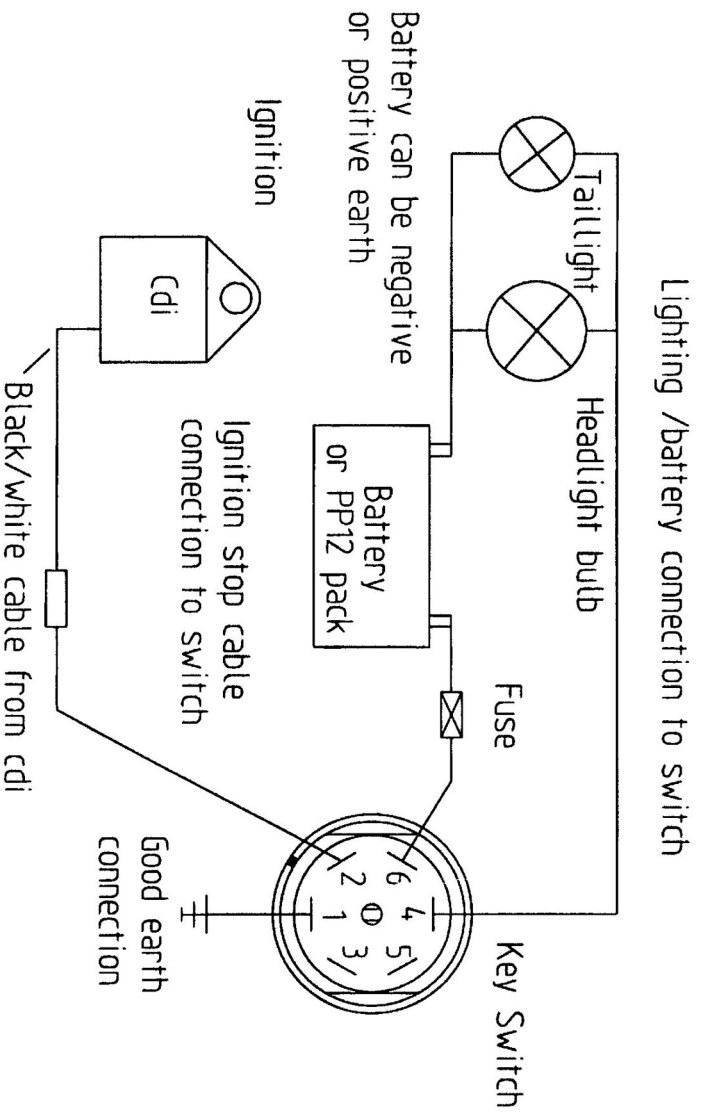 Lighting /battery connection to switch
Taillight
Headlight bulb
Fuse
Key Switch
4
5
6
3
2
1
Battery can be negative
or positive earth
Battery
or PP12 pack
Ignition
Cdi
Ignition stop cable
connection to switch
Good earth
connection
Black/white cable from cdi